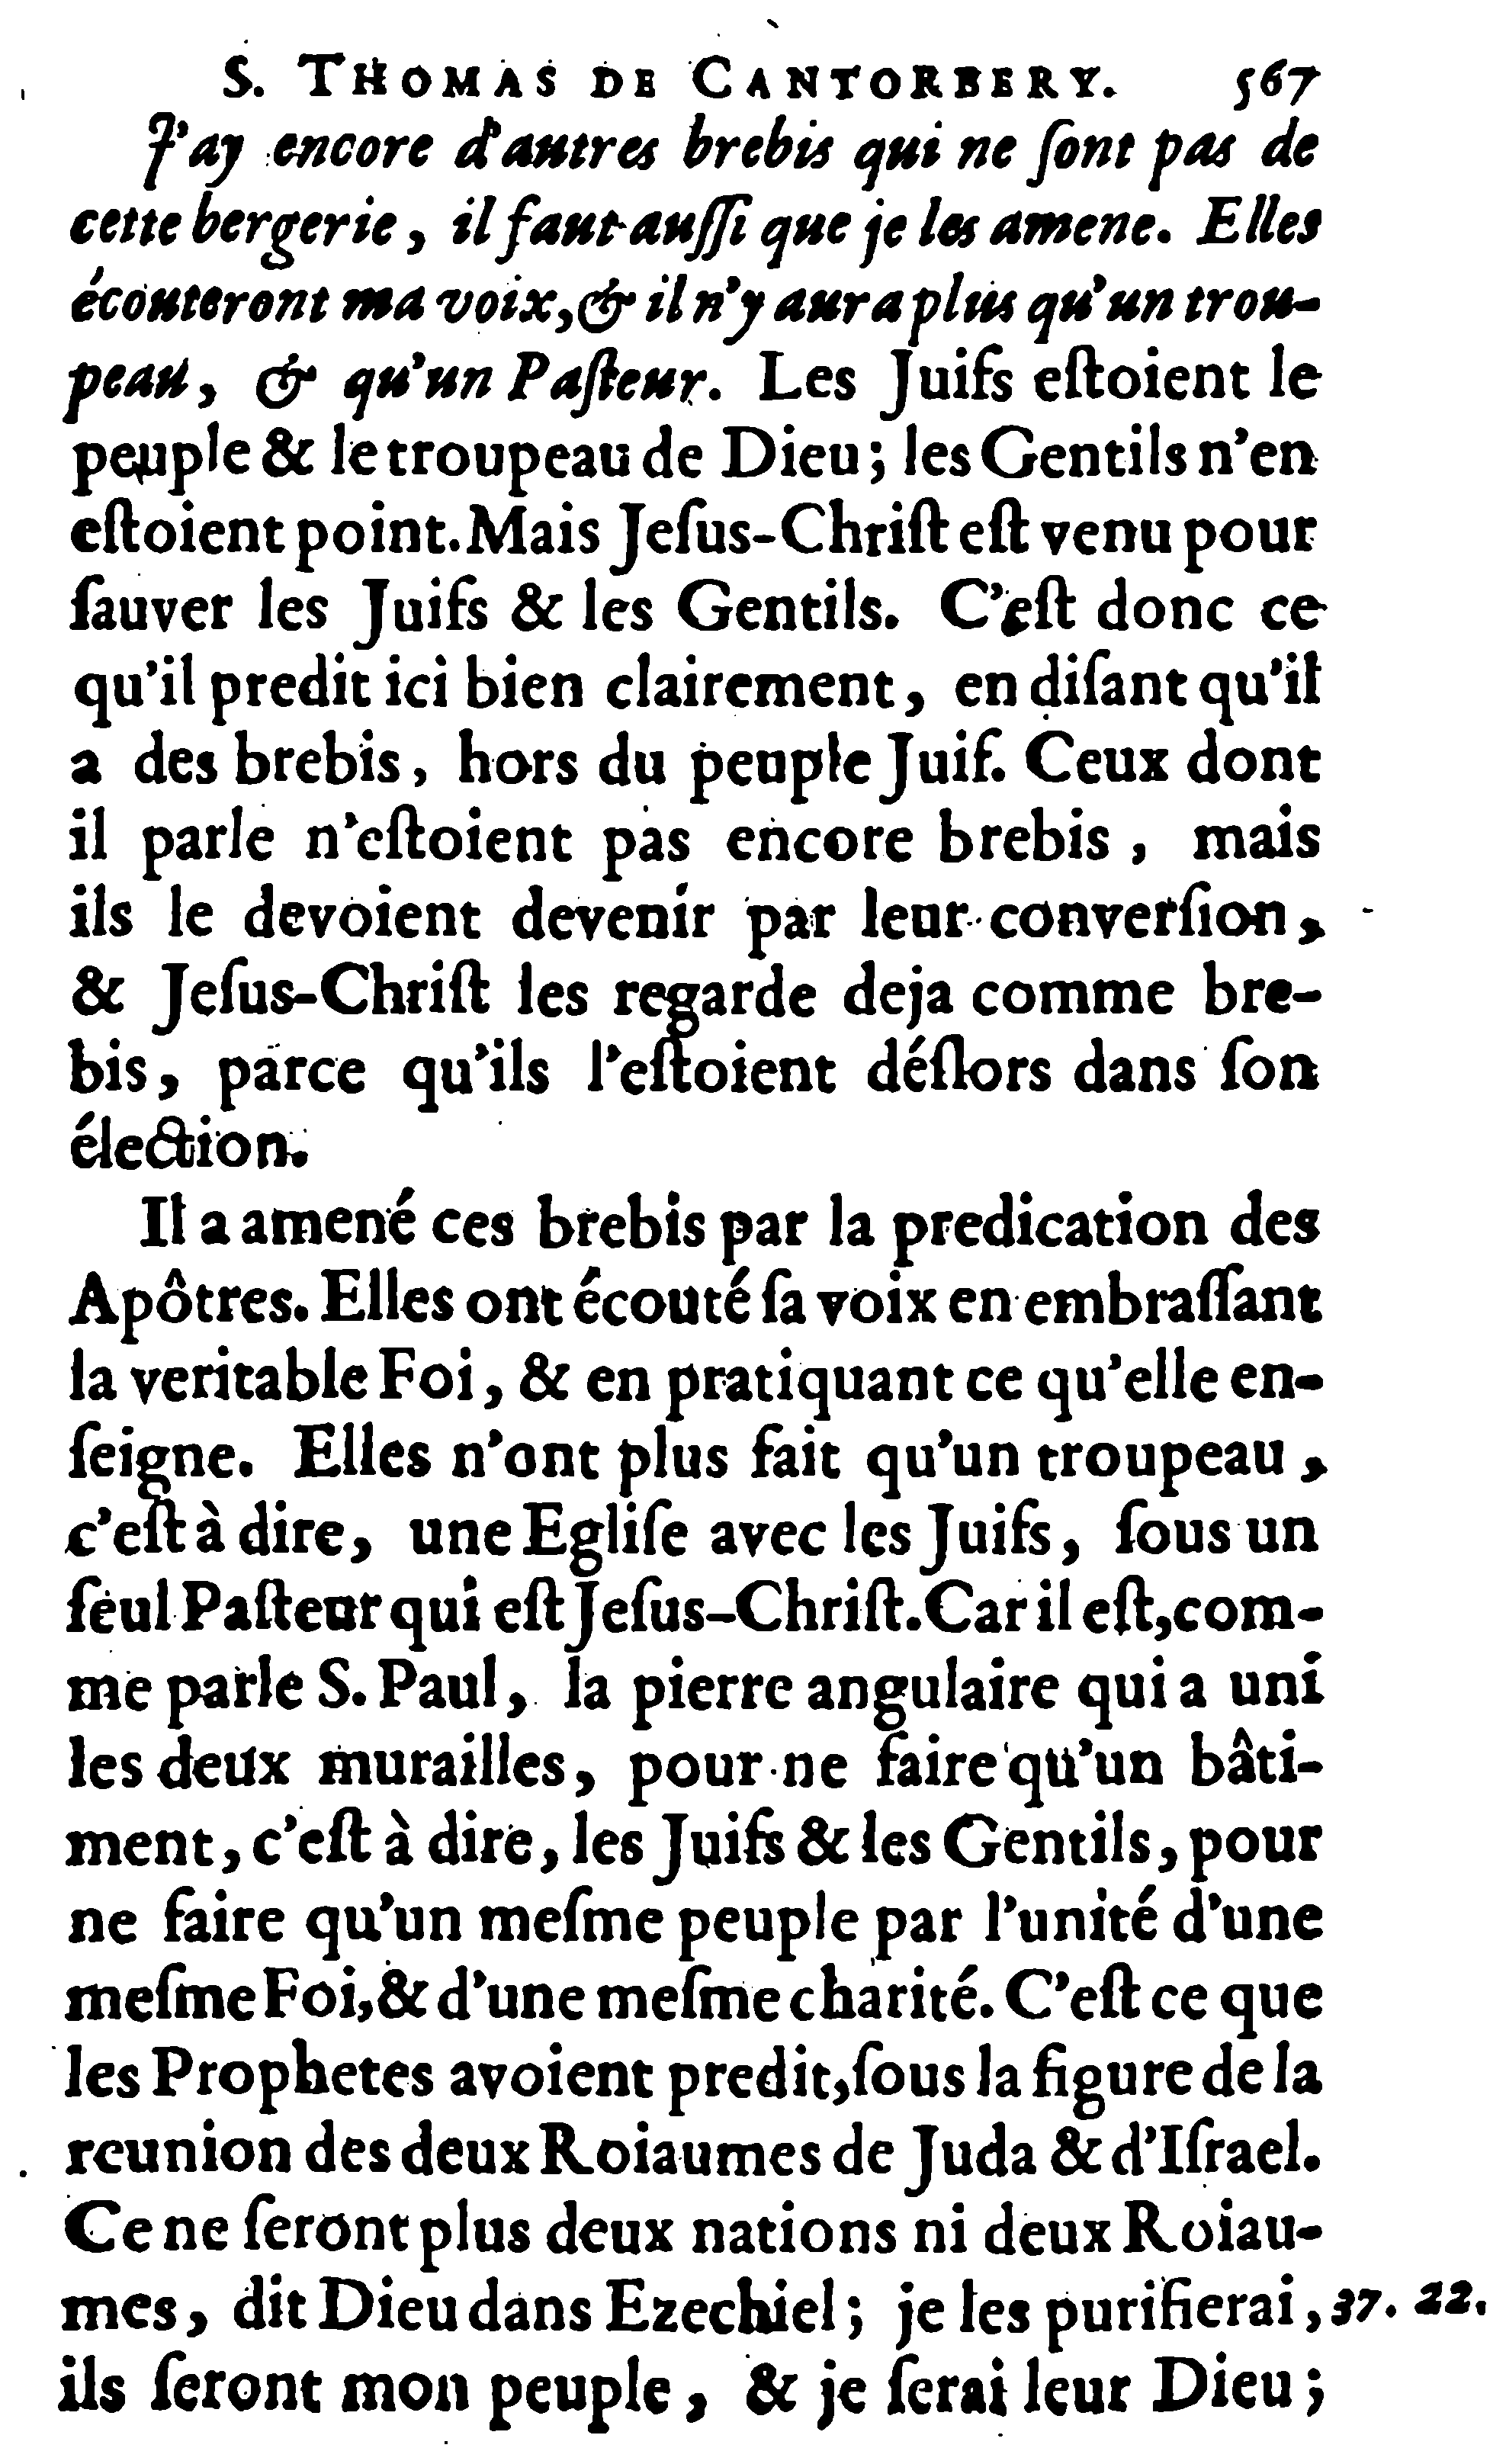 S. THOMAS DE CANTORBERY. 567
J'ay encore d'autres brebis qui ne ſont pas de
cette bergerie, il faut auſſi que je les amene. Elles
écouteront ma voix, & il n'y aura plus qu'un trou-
peau, & qu'un Paſteur. Les Juifs eſtoient le
peuple & le troupeau de Dieu; les Gentils n'en
eſtoient point. Mais Jeſus-Chriſt eſt venu pour
ſauver les Juifs & les Gentils. C'eſt donc ce
qu'il predit ici bien clairement, en diſant qu'il
a des brebis, hors du peuple Juif. Ceux dont
il parle n'eſtoient pas encore brebis, mais
ils le devoient devenir par leur converſion,
& Jeſus-Chriſt les regarde deja comme bre-
bis, parce qu'ils l'eſtoient déſlors dans ſon
élection.
Il a amené ces brebis par la predication des
Apôtres. Elles ont écouté ſa voix en embraſſant
la veritable Foi, & en pratiquant ce qu'elle en-
ſeigne. Elles n'ont plus fait qu'un troupeau,
c'eſt à dire, une Egliſe avec les Juifs, ſous un
ſeul Paſteur qui eſt Jeſus-Chriſt. Car il eſt, com-
me parle S. Paul, la pierre angulaire qui a uni
les deux murailles, pour ne faire qu'un bâti-
ment, c'eſt à dire, les Juifs & les Gentils, pour
ne faire qu'un meſme peuple par l'unité d'une
meſme Foi, & d'une meſme charité. C'eſt ce que
les Prophetes avoient predit, ſous la figure de la
reunion des deux Roiaumes de Juda & d'Iſrael.
Ce ne ſeront plus deux nations ni deux Roiau-
mes, dit Dieu dans Ezechiel; je les purifierai, 37. 22.
ils ſeront mon peuple, & je ſerai leur Dieu;